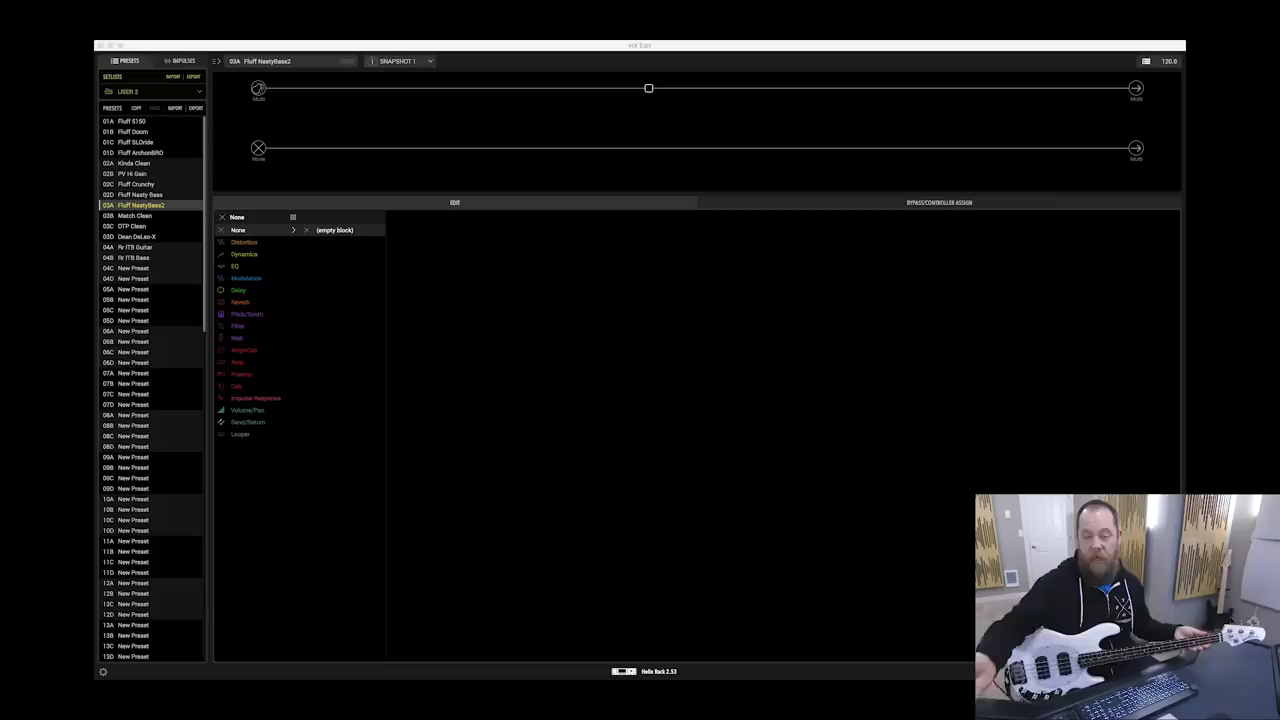 HX Edit
PRESETS
IMPULSES
03A Fluff NastyBass2
SNAPSHOT 1
120.0
SETLISTS
IMPORT
EXPORT
USER 2
PRESETS
COPY
IMPORT
EXPORT
Multi
Multi
None
Multi
01A Fluff 5150
01B Fluff Doom
01C Fluff SLOride
01D Fluff ArchonBRO
02A Kinda Clean
02B PV Hi Gain
02C Fluff Crunchy
02D Fluff Nasty Bass
03A Fluff NastyBass2
03B Match Clean
03C DTP Clean
03D Dean DeLeo-X
04A Rr ITB Guitar
04B Rr ITB Bass
04C New Preset
04D New Preset
05A New Preset
05B New Preset
05C New Preset
05D New Preset
06A New Preset
06B New Preset
06C New Preset
06D New Preset
07A New Preset
07B New Preset
07C New Preset
07D New Preset
08A New Preset
08B New Preset
08C New Preset
08D New Preset
09A New Preset
09B New Preset
09C New Preset
09D New Preset
10A New Preset
10B New Preset
10C New Preset
10D New Preset
11A New Preset
11B New Preset
11C New Preset
11D New Preset
12A New Preset
12B New Preset
12C New Preset
12D New Preset
13A New Preset
13B New Preset
13C New Preset
13D New Preset
EDIT
BYPASS/CONTROLLER ASSIGN
None
None
(empty block)
Distortion
Dynamics
EQ
Modulation
Delay
Reverb
Pitch/Synth
Filter
Wah
Amp+Cab
Amp
Preamp
Cab
Impulse Response
Volume/Pan
Send/Return
Looper
Helix Rack 2.53